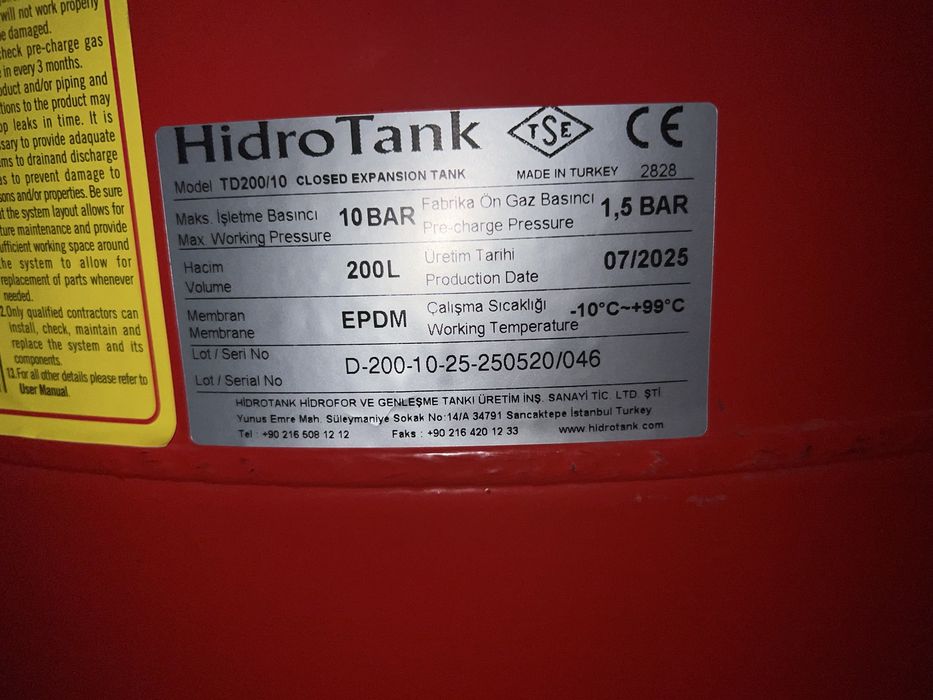 will not work properly
be damaged.
check pre-charge gas
in every 3 months.
oduct and/or piping and
tions to the product may
op leaks in time. It is
ssary to provide adaquate
ms to drainand discharge
as to prevent damage to
sons and/or properties. Be sure
at the system layout allows for
ture maintenance and provide
ufficient working space around
the system to allow for
replacement of parts whenever
needed.
2.Only qualified contractors can
install, check, maintain and
replace the system and its
components.
13.For all other details please refer to
User Manual.
HidroTank TSE CE
Model TD200/10 CLOSED EXPANSION TANK MADE IN TURKEY 2828
Maks. İşletme Basıncı 10 BAR Fabrika Ön Gaz Basıncı 1,5 BAR
Max. Working Pressure Pre-charge Pressure
Hacim 200L Üretim Tarihi 07/2025
Volume Production Date
Membran EPDM Çalışma Sıcaklığı -10°C~+99°C
Membrane Working Temperature
Lot / Seri No D-200-10-25-250520/046
Lot / Serial No
HİDROTANK HİDROFOR VE GENLEŞME TANKI ÜRETİM İNŞ. SANAYİ TİC. LTD. ŞTİ
Yunus Emre Mah. Süleymaniye Sokak No:14/A 34791 Sancaktepe İstanbul Turkey
Tel : +90 216 508 12 12 Faks : +90 216 420 12 33 www.hidrotank.com